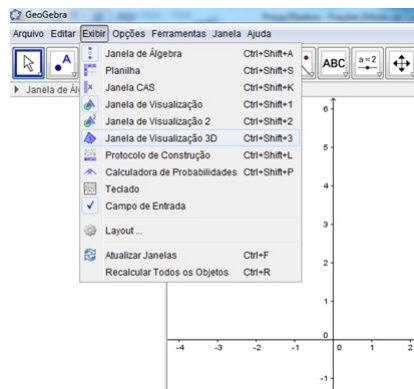 GeoGebra
Arquivo Editar Exibir Opções Ferramentas Janela Ajuda
ABC
a=2
Janela de Álg
Janela de Álgebra Ctrl+Shift+A
Planilha Ctrl+Shift+S
Janela CAS Ctrl+Shift+K
Janela de Visualização Ctrl+Shift+1
Janela de Visualização 2 Ctrl+Shift+2
Janela de Visualização 3D Ctrl+Shift+3
Protocolo de Construção Ctrl+Shift+L
Calculadora de Probabilidades Ctrl+Shift+P
Teclado
Campo de Entrada
Layout ...
Atualizar Janelas Ctrl+F
Recalcular Todos os Objetos Ctrl+R
6
5
4
3
2
1
0
-4 -3 -2 -1 0 1 2
-1